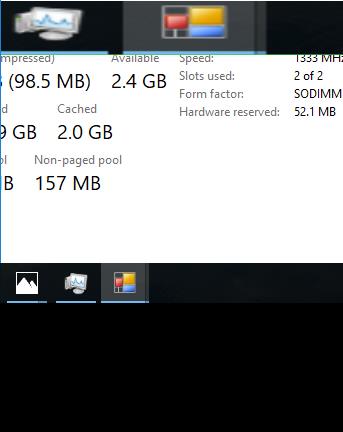 mpressed) Available Speed: 1333 MHz
(98.5 MB) 2.4 GB Slots used: 2 of 2
d Cached Form factor: SODIMM
9 GB 2.0 GB Hardware reserved: 52.1 MB
ol Non-paged pool
B 157 MB